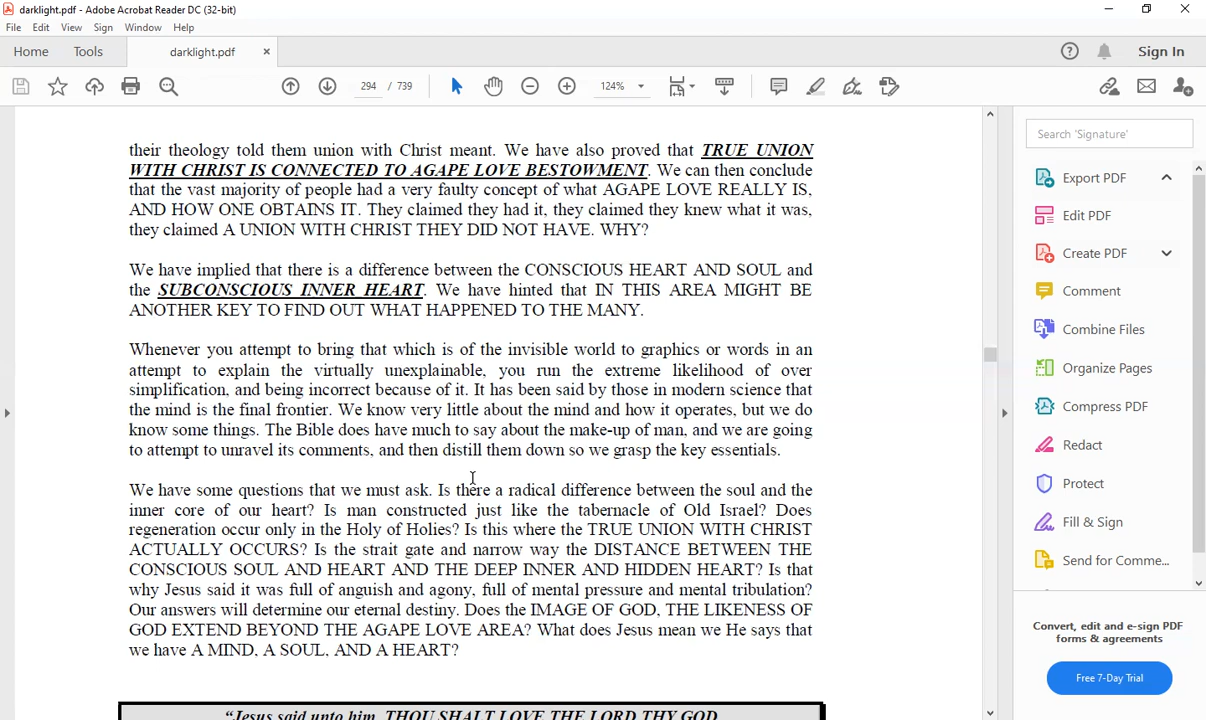 darklight.pdf - Adobe Acrobat Reader DC (32-bit)
File Edit View Sign Window Help
Home Tools darklight.pdf × Sign In
294 / 739 124%
their theology told them union with Christ meant. We have also proved that TRUE UNION
WITH CHRIST IS CONNECTED TO AGAPE LOVE BESTOWMENT. We can then conclude
that the vast majority of people had a very faulty concept of what AGAPE LOVE REALLY IS,
AND HOW ONE OBTAINS IT. They claimed they had it, they claimed they knew what it was,
they claimed A UNION WITH CHRIST THEY DID NOT HAVE. WHY?
We have implied that there is a difference between the CONSCIOUS HEART AND SOUL and
the SUBCONSCIOUS INNER HEART. We have hinted that IN THIS AREA MIGHT BE
ANOTHER KEY TO FIND OUT WHAT HAPPENED TO THE MANY.
Whenever you attempt to bring that which is of the invisible world to graphics or words in an
attempt to explain the virtually unexplainable, you run the extreme likelihood of over
simplification, and being incorrect because of it. It has been said by those in modern science that
the mind is the final frontier. We know very little about the mind and how it operates, but we do
know some things. The Bible does have much to say about the make-up of man, and we are going
to attempt to unravel its comments, and then distill them down so we grasp the key essentials.
We have some questions that we must ask. Is there a radical difference between the soul and the
inner core of our heart? Is man constructed just like the tabernacle of Old Israel? Does
regeneration occur only in the Holy of Holies? Is this where the TRUE UNION WITH CHRIST
ACTUALLY OCCURS? Is the strait gate and narrow way the DISTANCE BETWEEN THE
CONSCIOUS SOUL AND HEART AND THE DEEP INNER AND HIDDEN HEART? Is that
why Jesus said it was full of anguish and agony, full of mental pressure and mental tribulation?
Our answers will determine our eternal destiny. Does the IMAGE OF GOD, THE LIKENESS OF
GOD EXTEND BEYOND THE AGAPE LOVE AREA? What does Jesus mean we He says that
we have A MIND, A SOUL, AND A HEART?
"Jesus said unto him, THOU SHALT LOVE THE LORD THY GOD
Search 'Signature'
Export PDF
Edit PDF
Create PDF
Comment
Combine Files
Organize Pages
Compress PDF
Redact
Protect
Fill & Sign
Send for Comme...
Convert, edit and e-sign PDF
forms & agreements
Free 7-Day Trial